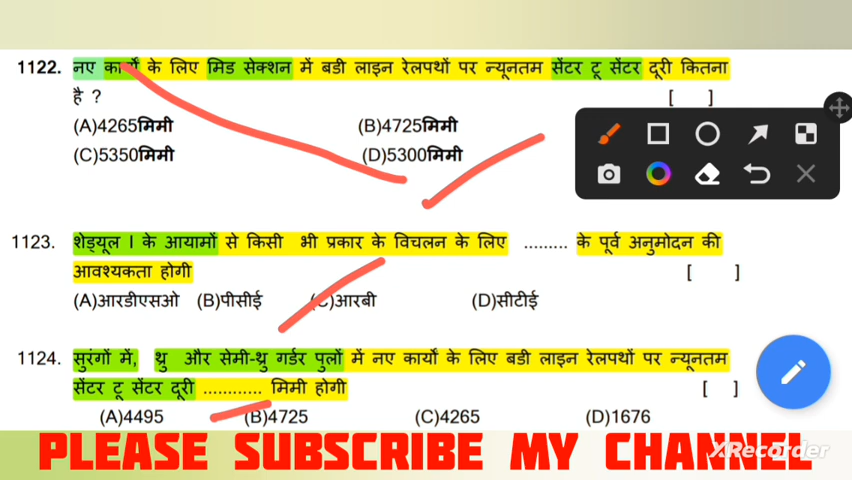 1122. नए कार्यों के लिए मिड सेक्शन में बडी लाइन रेलपथों पर न्यूनतम सेंटर टू सेंटर दूरी कितना
है ? [ ]
(A)4265मिमी (B)4725मिमी
(C)5350मिमी (D)5300मिमी
1123. शेड्यूल I के आयामों से किसी भी प्रकार के विचलन के लिए ......... के पूर्व अनुमोदन की
आवश्यकता होगी [ ]
(A)आरडीएसओ (B)पीसीई (C)आरबी (D)सीटीई
1124. सुरंगों में, थ्रु और सेमी-थ्रु गर्डर पुलों में नए कार्यों के लिए बडी लाइन रेलपथों पर न्यूनतम
सेंटर टू सेंटर दूरी ............ मिमी होगी [ ]
(A)4495 (B)4725 (C)4265 (D)1676
PLEASE SUBSCRIBE MY CHANNEL
XRecorder